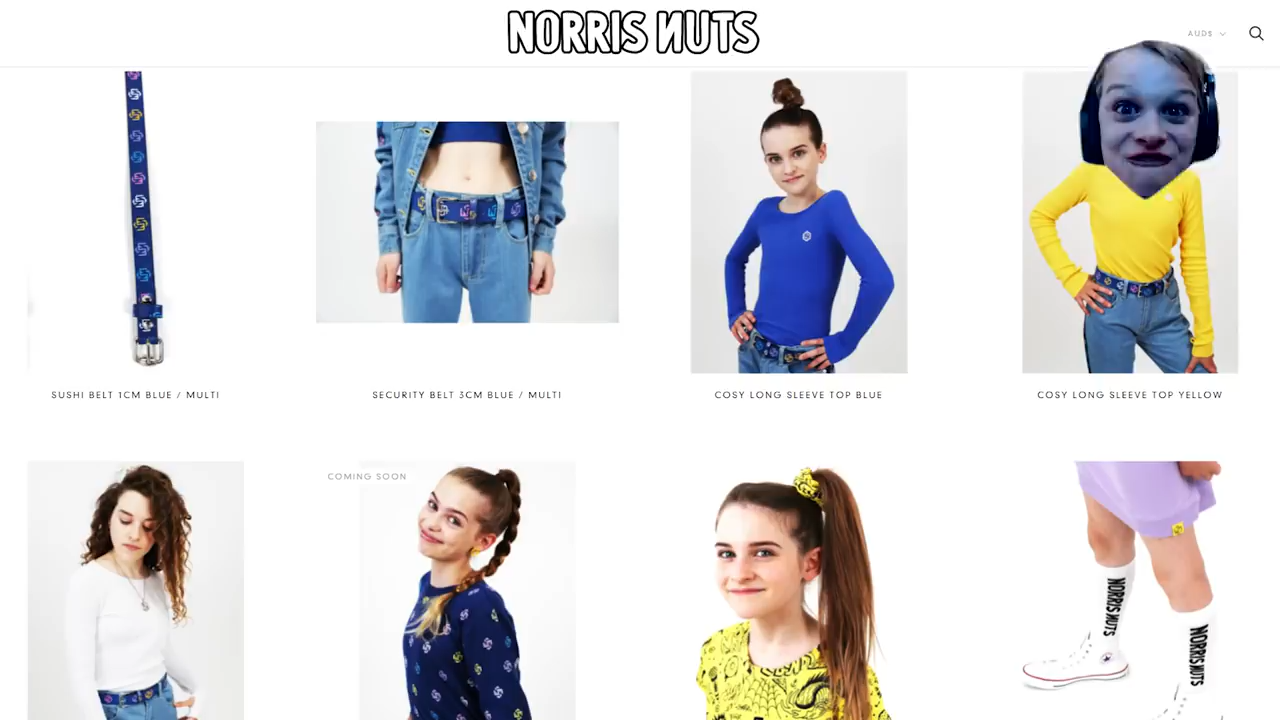 NORRIS NUTS
AUD$
SUSHI BELT 1CM BLUE / MULTI
SECURITY BELT 3CM BLUE / MULTI
COSY LONG SLEEVE TOP BLUE
COSY LONG SLEEVE TOP YELLOW
COMING SOON
NORRIS NUTS
NORRIS NUTS